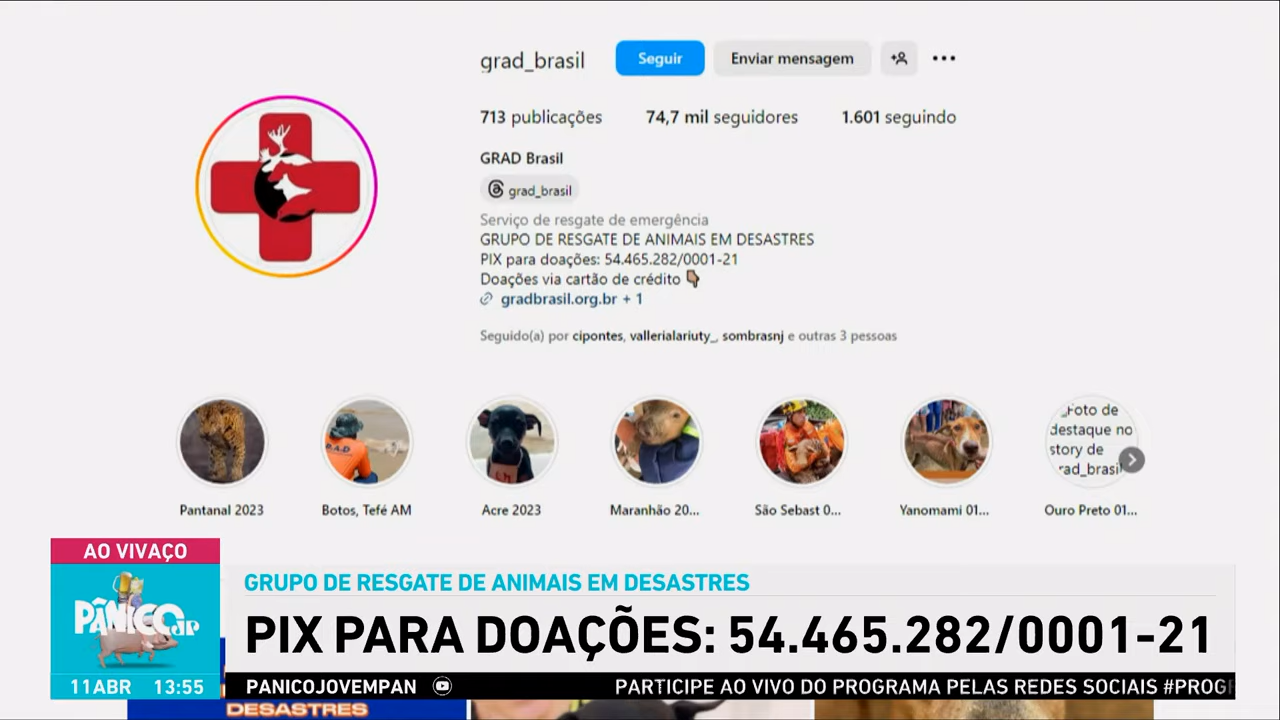 grad_brasil
Seguir
Enviar mensagem
713 publicações
74,7 mil seguidores
1.601 seguindo
GRAD Brasil
grad_brasil
Serviço de resgate de emergência
GRUPO DE RESGATE DE ANIMAIS EM DESASTRES
PIX para doações: 54.465.282/0001-21
Doações via cartão de crédito
gradbrasil.org.br + 1
Seguido(a) por cipontes, vallerialariuty_, sombrasnj e outras 3 pessoas
Foto de
destaque no
story de
rad_brasil
Pantanal 2023
Botos, Tefé AM
Acre 2023
Maranhão 20...
São Sebast 0...
Yanomami 01...
Ouro Preto 01...
AO VIVAÇO
PÂNICO JP
11ABR 13:55
GRUPO DE RESGATE DE ANIMAIS EM DESASTRES
PIX PARA DOAÇÕES: 54.465.282/0001-21
PANICOJOVEMPAN
PARTICIPE AO VIVO DO PROGRAMA PELAS REDES SOCIAIS #PROG
DESASTRES